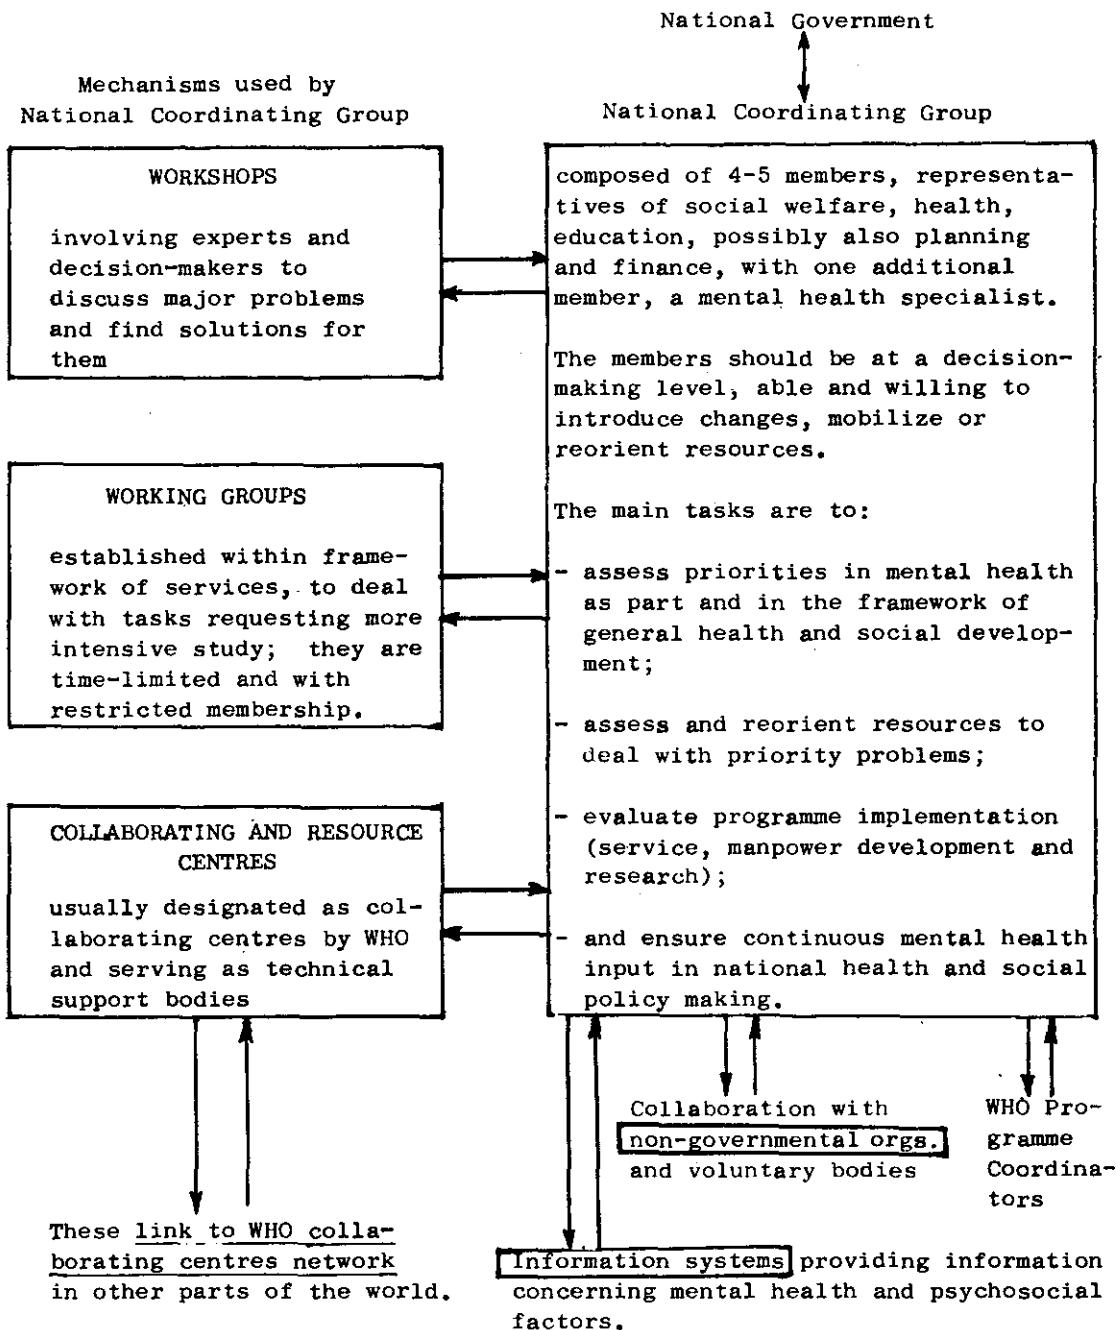 National Government
Mechanisms used by
National Coordinating Group
National Coordinating Group
WORKSHOPS
involving experts and
decision-makers to
discuss major problems
and find solutions for
them
WORKING GROUPS
established within frame-
work of services, to deal
with tasks requesting more
intensive study; they are
time-limited and with
restricted membership.
COLLABORATING AND RESOURCE
CENTRES
usually designated as col-
laborating centres by WHO
and serving as technical
support bodies
These link to WHO colla-
borating centres network
in other parts of the world.
composed of 4-5 members, representa-
tives of social welfare, health,
education, possibly also planning
and finance, with one additional
member, a mental health specialist.
The members should be at a decision-
making level, able and willing to
introduce changes, mobilize or
reorient resources.
The main tasks are to:
- assess priorities in mental health
as part and in the framework of
general health and social develop-
ment;
- assess and reorient resources to
deal with priority problems;
- evaluate programme implementation
(service, manpower development and
research);
- and ensure continuous mental health
input in national health and social
policy making.
Collaboration with
non-governmental orgs.
and voluntary bodies
WHO Pro-
gramme
Coordina-
tors
Information systems providing information
concerning mental health and psychosocial
factors.